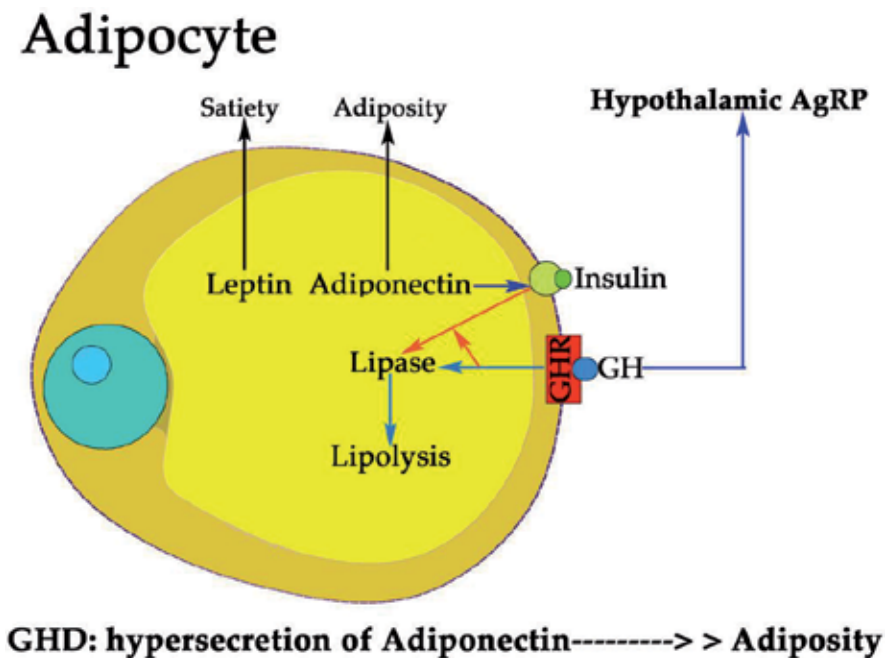 Adipocyte
Satiety Adiposity Hypothalamic AgRP
Leptin Adiponectin Insulin
Lipase GHR GH
Lipolysis
GHD: hypersecretion of Adiponectin---------> > Adiposity